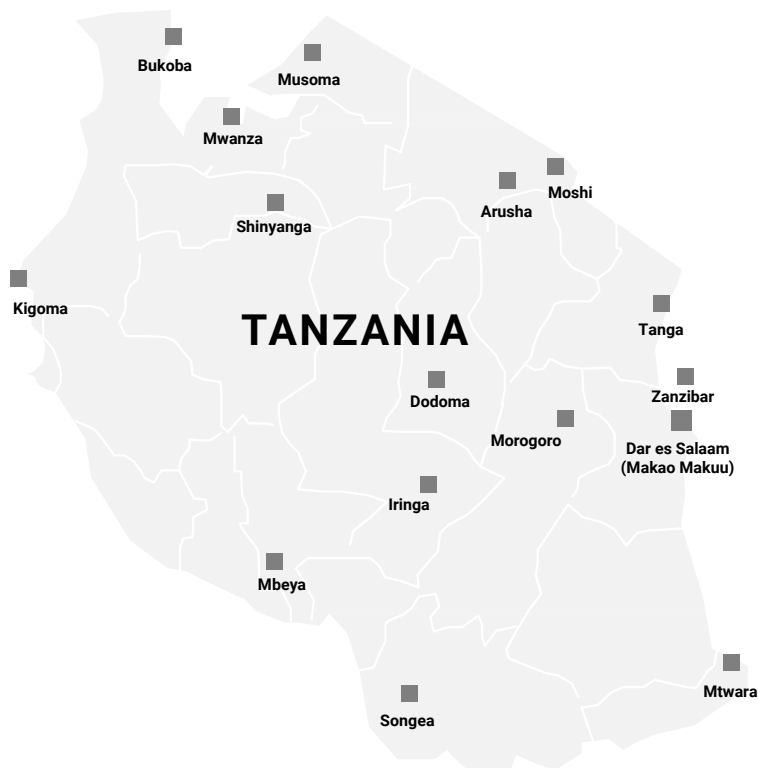 Bukoba
Musoma
Mwanza
Moshi
Arusha
Shinyanga
Kigoma
TANZANIA
Tanga
Zanzibar
Dodoma
Morogoro
Dar es Salaam
(Makao Makuu)
Iringa
Mbeya
Mtwara
Songea